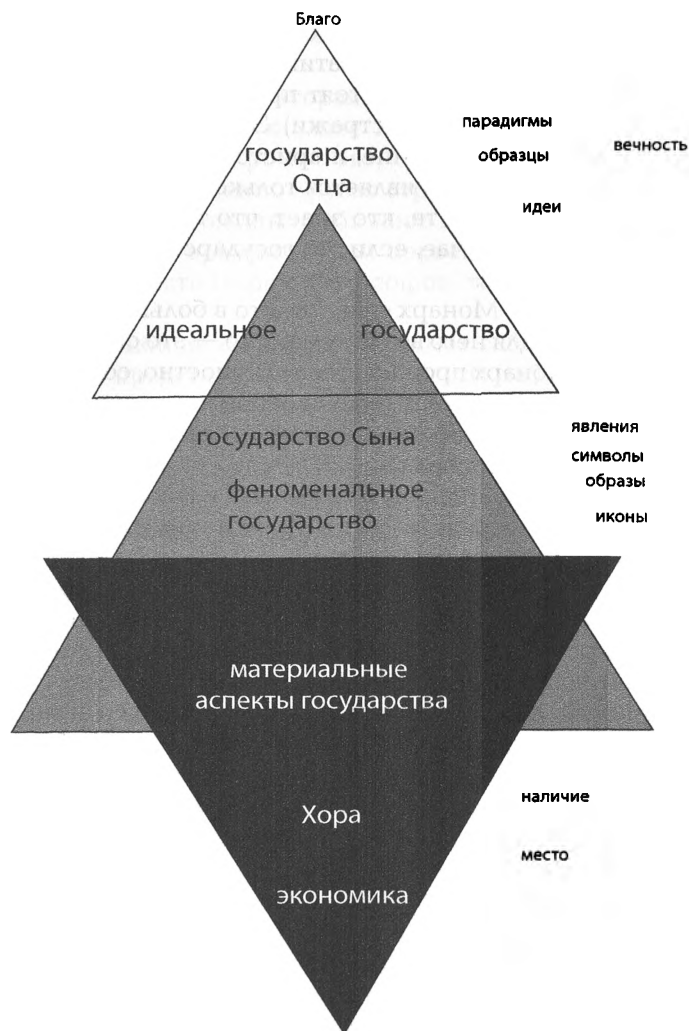 Благо
парадигмы
вечность
государство
Отца
образцы
идеи
идеальное государство
государство Сына
явления
символы
феноменальное
государство
образы
иконы
материальные
аспекты государства
Хора
наличие
место
экономика